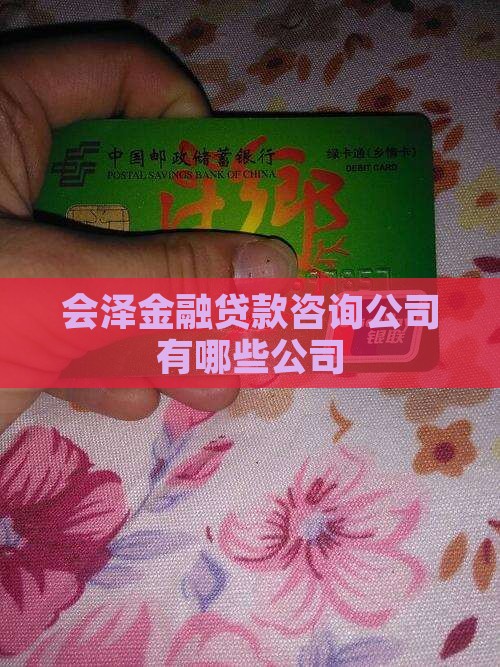 中国邮政储蓄银行
POSTAL SAVINGS BANK OF CHINA
绿卡通(乡情卡)
DEBIT CARD
乡
会泽金融贷款咨询公司
有哪些公司
银联